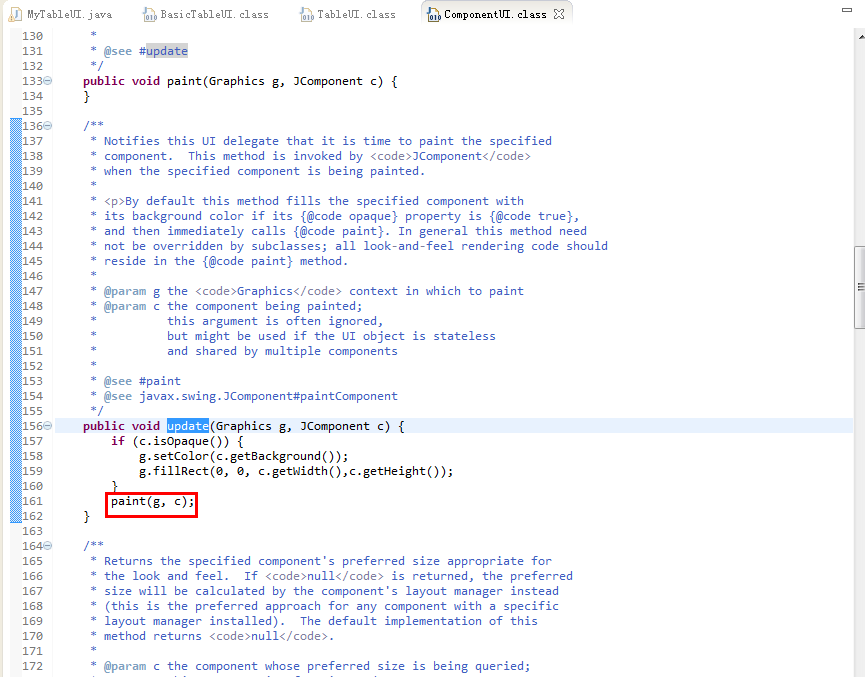 MyTableUI.java BasicTableUI.class TableUI.class ComponentUI.class
130 *
131 * @see #update
132 */
133 public void paint(Graphics g, JComponent c) {
134 }
135
136 /**
137 * Notifies this UI delegate that it is time to paint the specified
138 * component.  This method is invoked by <code>JComponent</code>
139 * when the specified component is being painted.
140 *
141 * <p>By default this method fills the specified component with
142 * its background color if its {@code opaque} property is {@code true},
143 * and then immediately calls {@code paint}. In general this method need
144 * not be overridden by subclasses; all look-and-feel rendering code should
145 * reside in the {@code paint} method.
146 *
147 * @param g the <code>Graphics</code> context in which to paint
148 * @param c the component being painted;
149 * this argument is often ignored,
150 * but might be used if the UI object is stateless
151 * and shared by multiple components
152 *
153 * @see #paint
154 * @see javax.swing.JComponent#paintComponent
155 */
156 public void update(Graphics g, JComponent c) {
157 if (c.isOpaque()) {
158 g.setColor(c.getBackground());
159 g.fillRect(0, 0, c.getWidth(),c.getHeight());
160 }
161 paint(g, c);
162 }
163
164 /**
165 * Returns the specified component's preferred size appropriate for
166 * the look and feel.  If <code>null</code> is returned, the preferred
167 * size will be calculated by the component's layout manager instead
168 * (this is the preferred approach for any component with a specific
169 * layout manager installed).  The default implementation of this
170 * method returns <code>null</code>.
171 *
172 * @param c the component whose preferred size is being queried;